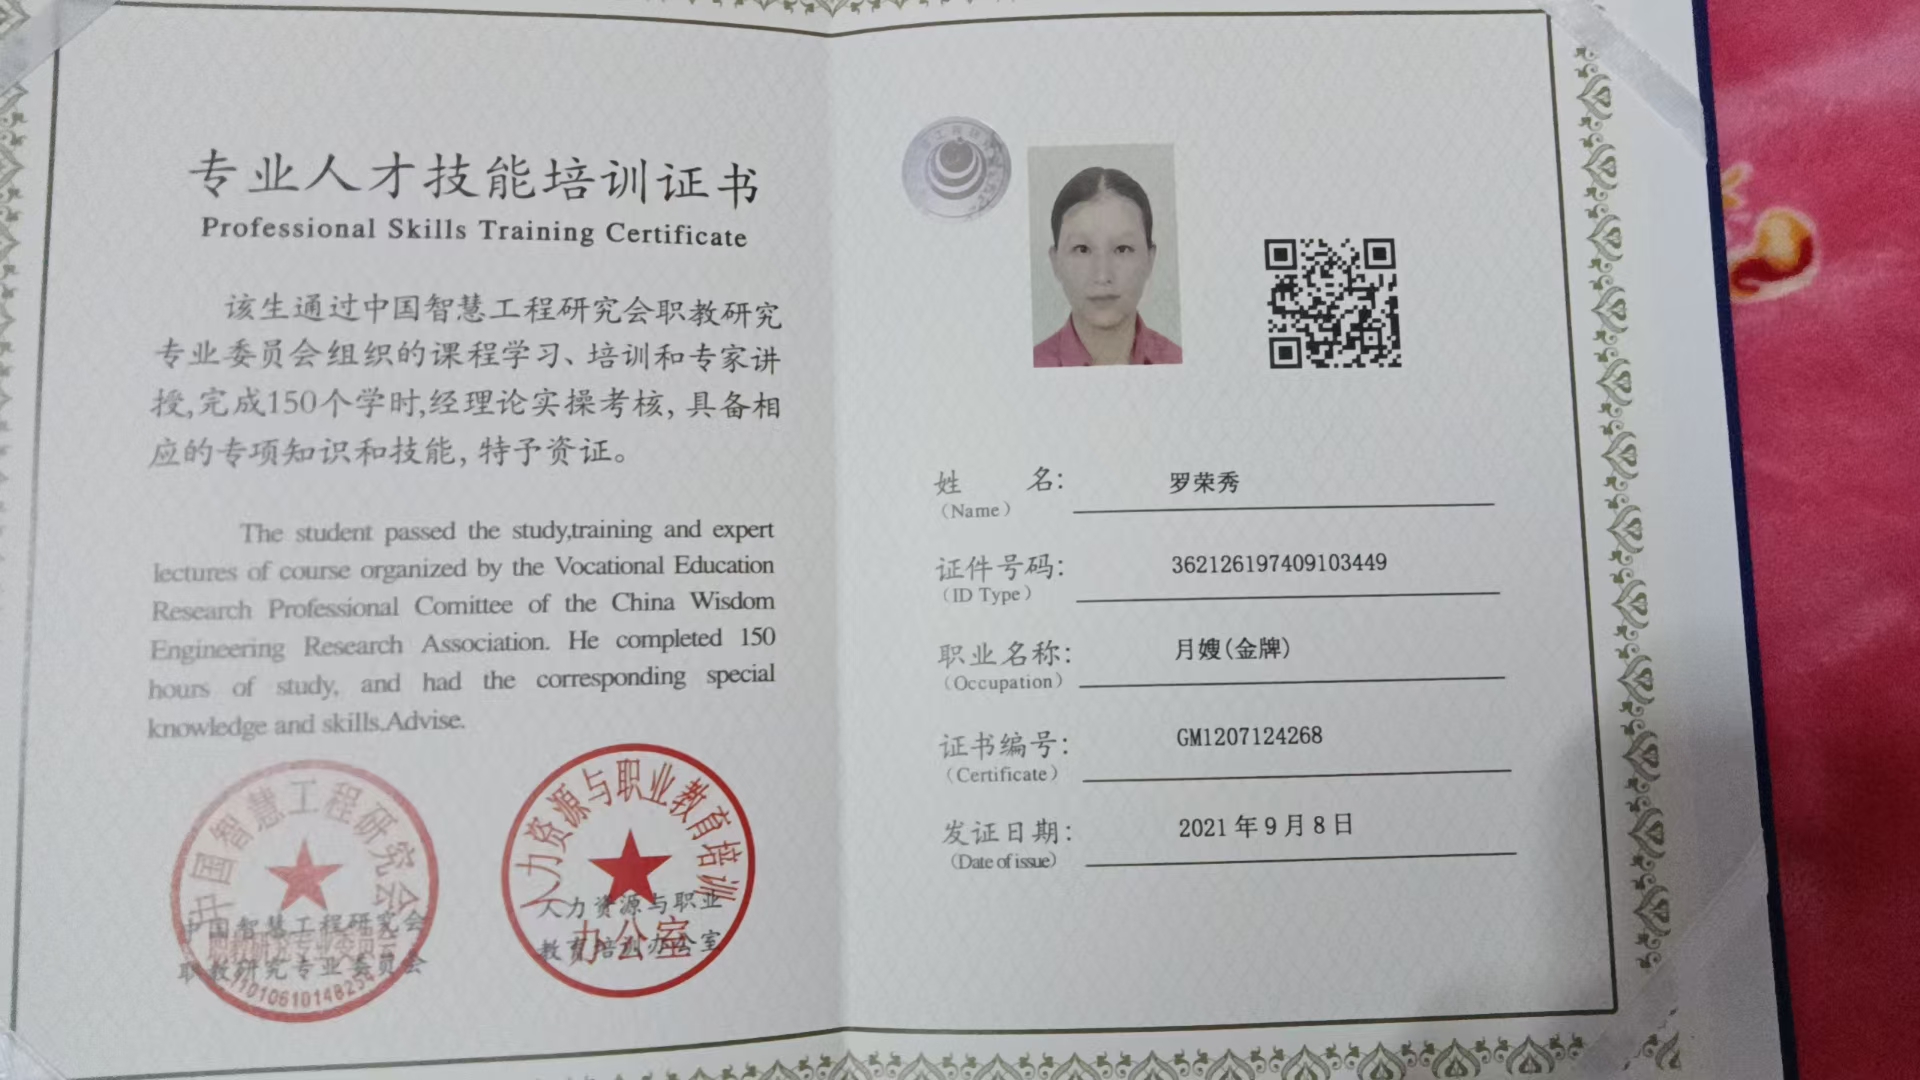 专业人才技能培训证书
Professional Skills Training Certificate
该生通过中国智慧工程研究会职教研究
专业委员会组织的课程学习、培训和专家讲
授,完成150个学时,经理论实操考核,具备相
应的专项知识和技能,特予资证。
The student passed the study,training and expert
lectures of course organized by the Vocational Education
Research Professional Comittee of the China Wisdom
Engineering Research Association. He completed 150
hours of study, and had the corresponding special
knowledge and skills.Advise.
中国智慧工程研究会
中国智慧工程研究会
职教研究专业委员会
职教研究专业委员会
人力资源与职业教育培训
办公室
人力资源与职业
教育培训办公室
姓名: 罗荣秀
(Name)
证件号码: 362126197409103449
(ID Type)
职业名称: 月嫂(金牌)
(Occupation)
证书编号: GM1207124268
(Certificate)
发证日期: 2021年9月8日
(Date of issue)